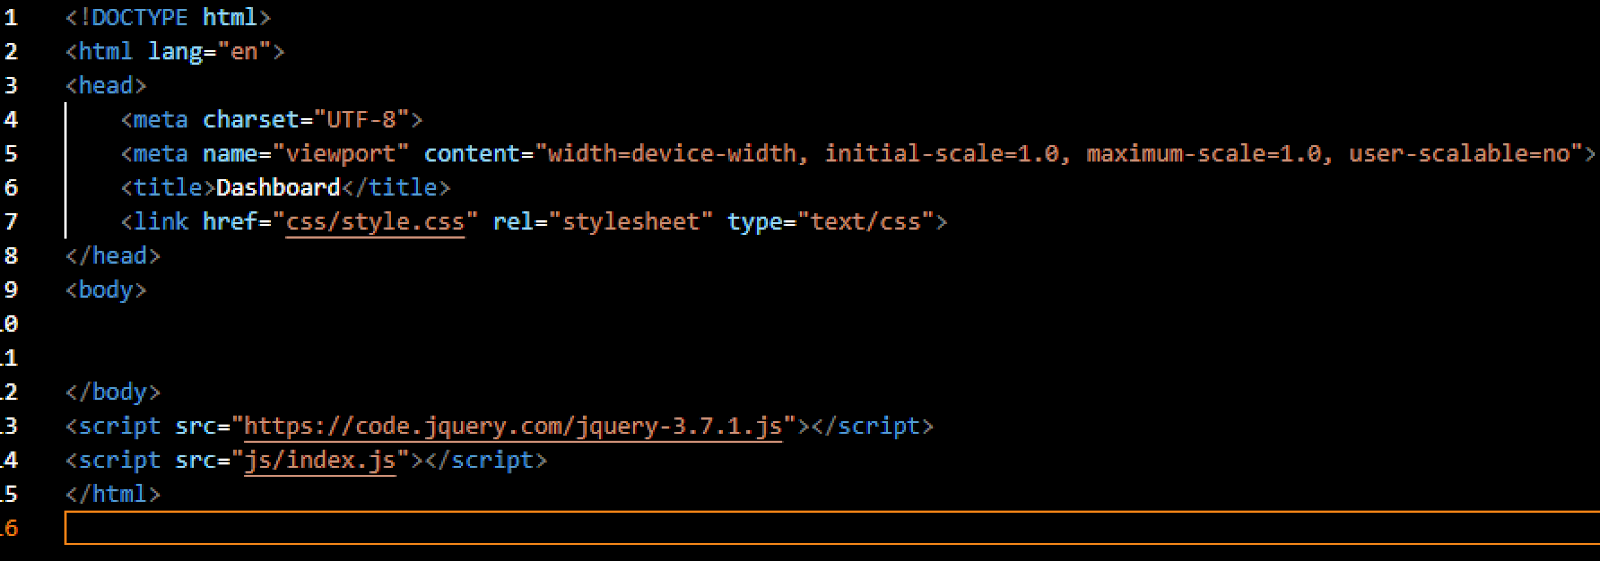 1 <!DOCTYPE html>
2 <html lang="en">
3 <head>
4 <meta charset="UTF-8">
5 <meta name="viewport" content="width=device-width, initial-scale=1.0, maximum-scale=1.0, user-scalable=no">
6 <title>Dashboard</title>
7 <link href="css/style.css" rel="stylesheet" type="text/css">
8 </head>
9 <body>
10
11
12 </body>
13 <script src="https://code.jquery.com/jquery-3.7.1.js"></script>
14 <script src="js/index.js"></script>
15 </html>
16